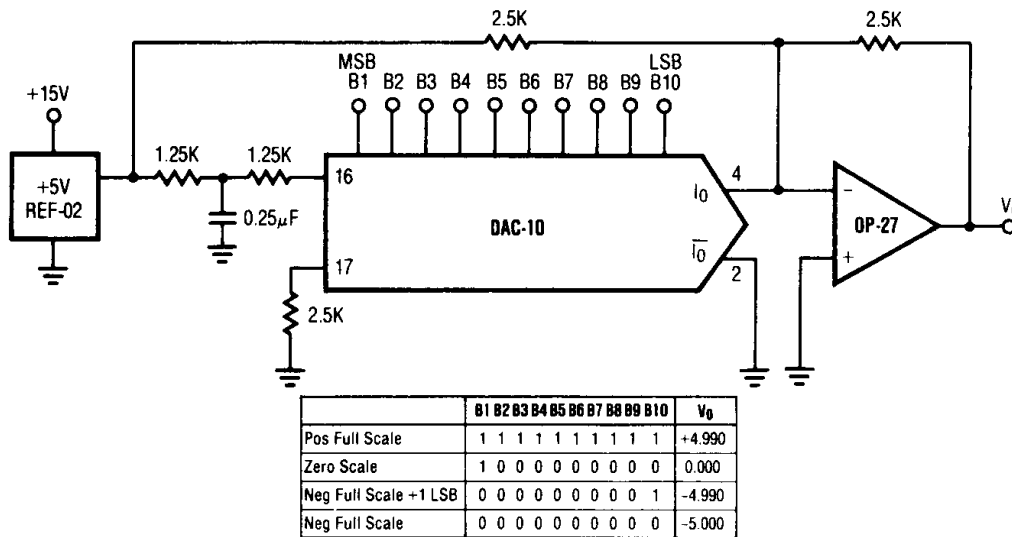 2.5K
2.5K
MSB
LSB
B1 B2 B3 B4 B5 B6 B7 B8 B9 B10
+15V
1.25K
1.25K
+5V
REF-02
16
4
IO
0.25μF
DAC-10
OP-27
−
+
17
IO
2
2.5K
B1 B2 B3 B4 B5 B6 B7 B8 B9 B10 V0
Pos Full Scale 1 1 1 1 1 1 1 1 1 1 +4.990
Zero Scale 1 0 0 0 0 0 0 0 0 0 0.000
Neg Full Scale +1 LSB 0 0 0 0 0 0 0 0 0 1 −4.990
Neg Full Scale 0 0 0 0 0 0 0 0 0 0 −5.000